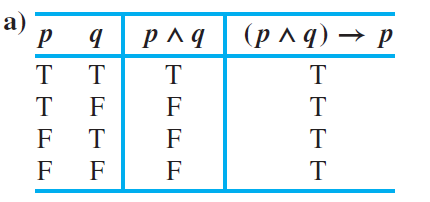 a) p q p ∧ q (p ∧ q) → p
T T T T
T F F T
F T F T
F F F T